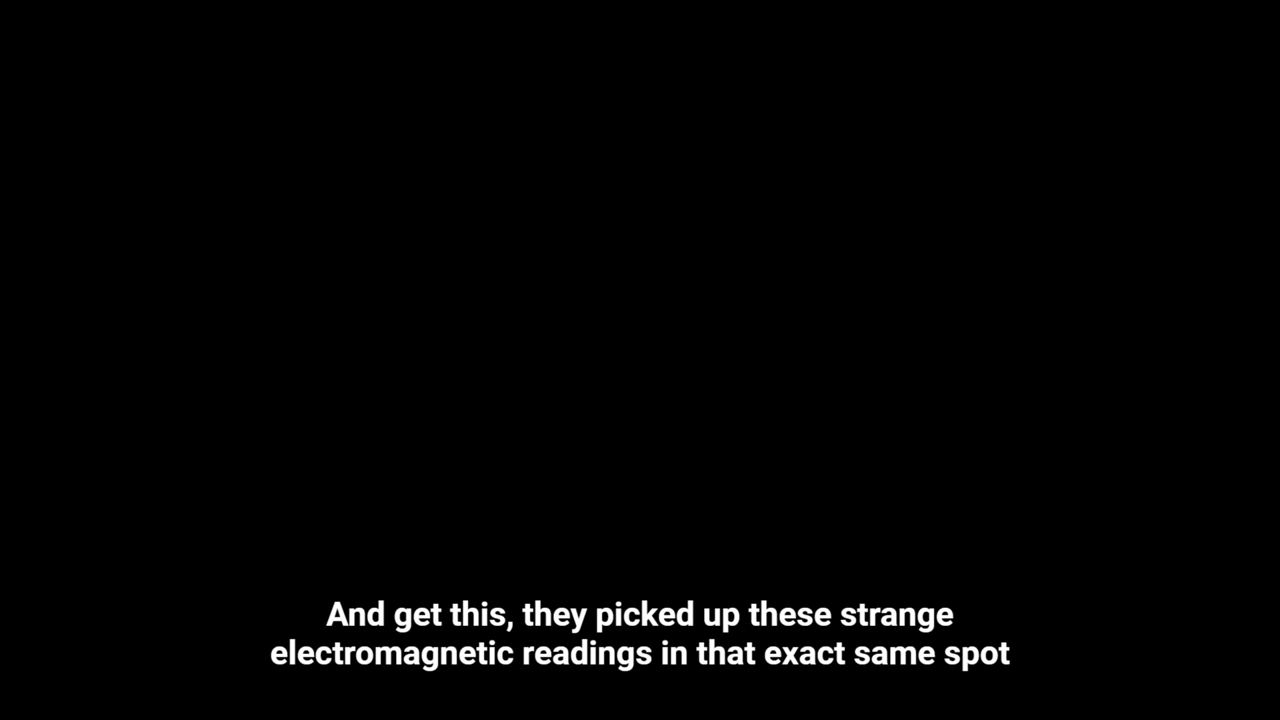 And get this, they picked up these strange
electromagnetic readings in that exact same spot